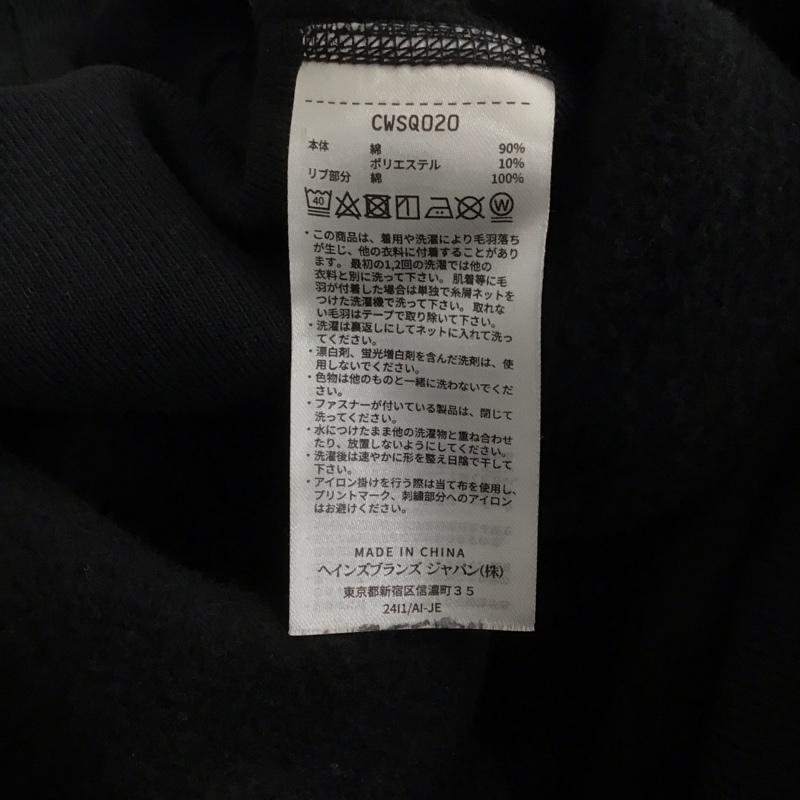 CWSQ020
本体 綿 90%
ポリエステル 10%
リブ部分 綿 100%
40 W
・この商品は、着用や洗濯により毛羽落ち
が生じ、他の衣料に付着することがあり
ます。最初の1,2回の洗濯では他の
衣料と別に洗って下さい。肌着等に毛
羽が付着した場合は単独で糸屑ネットを
つけた洗濯機で洗って下さい。取れな
い毛羽はテープで取り除いて下さい。
・洗濯は裏返しにしてネットに入れて洗っ
てください。
・漂白剤、蛍光増白剤を含んだ洗剤は、使
用しないでください。
・色物は他のものと一緒に洗わないでくだ
さい。
・ファスナーが付いている製品は、閉じて
洗ってください。
・水につけたまま他の洗濯物と重ね合わせ
たり、放置しないようにしてください。
・洗濯後は速やかに形を整え日陰で干して
下さい。
・アイロン掛けを行う際は当て布を使用し、
プリントマーク、刺繍部分へのアイロン
はお避けください。
MADE IN CHINA
ヘインズブランズ ジャパン(株)
東京都新宿区信濃町35
24I1/AI-JE